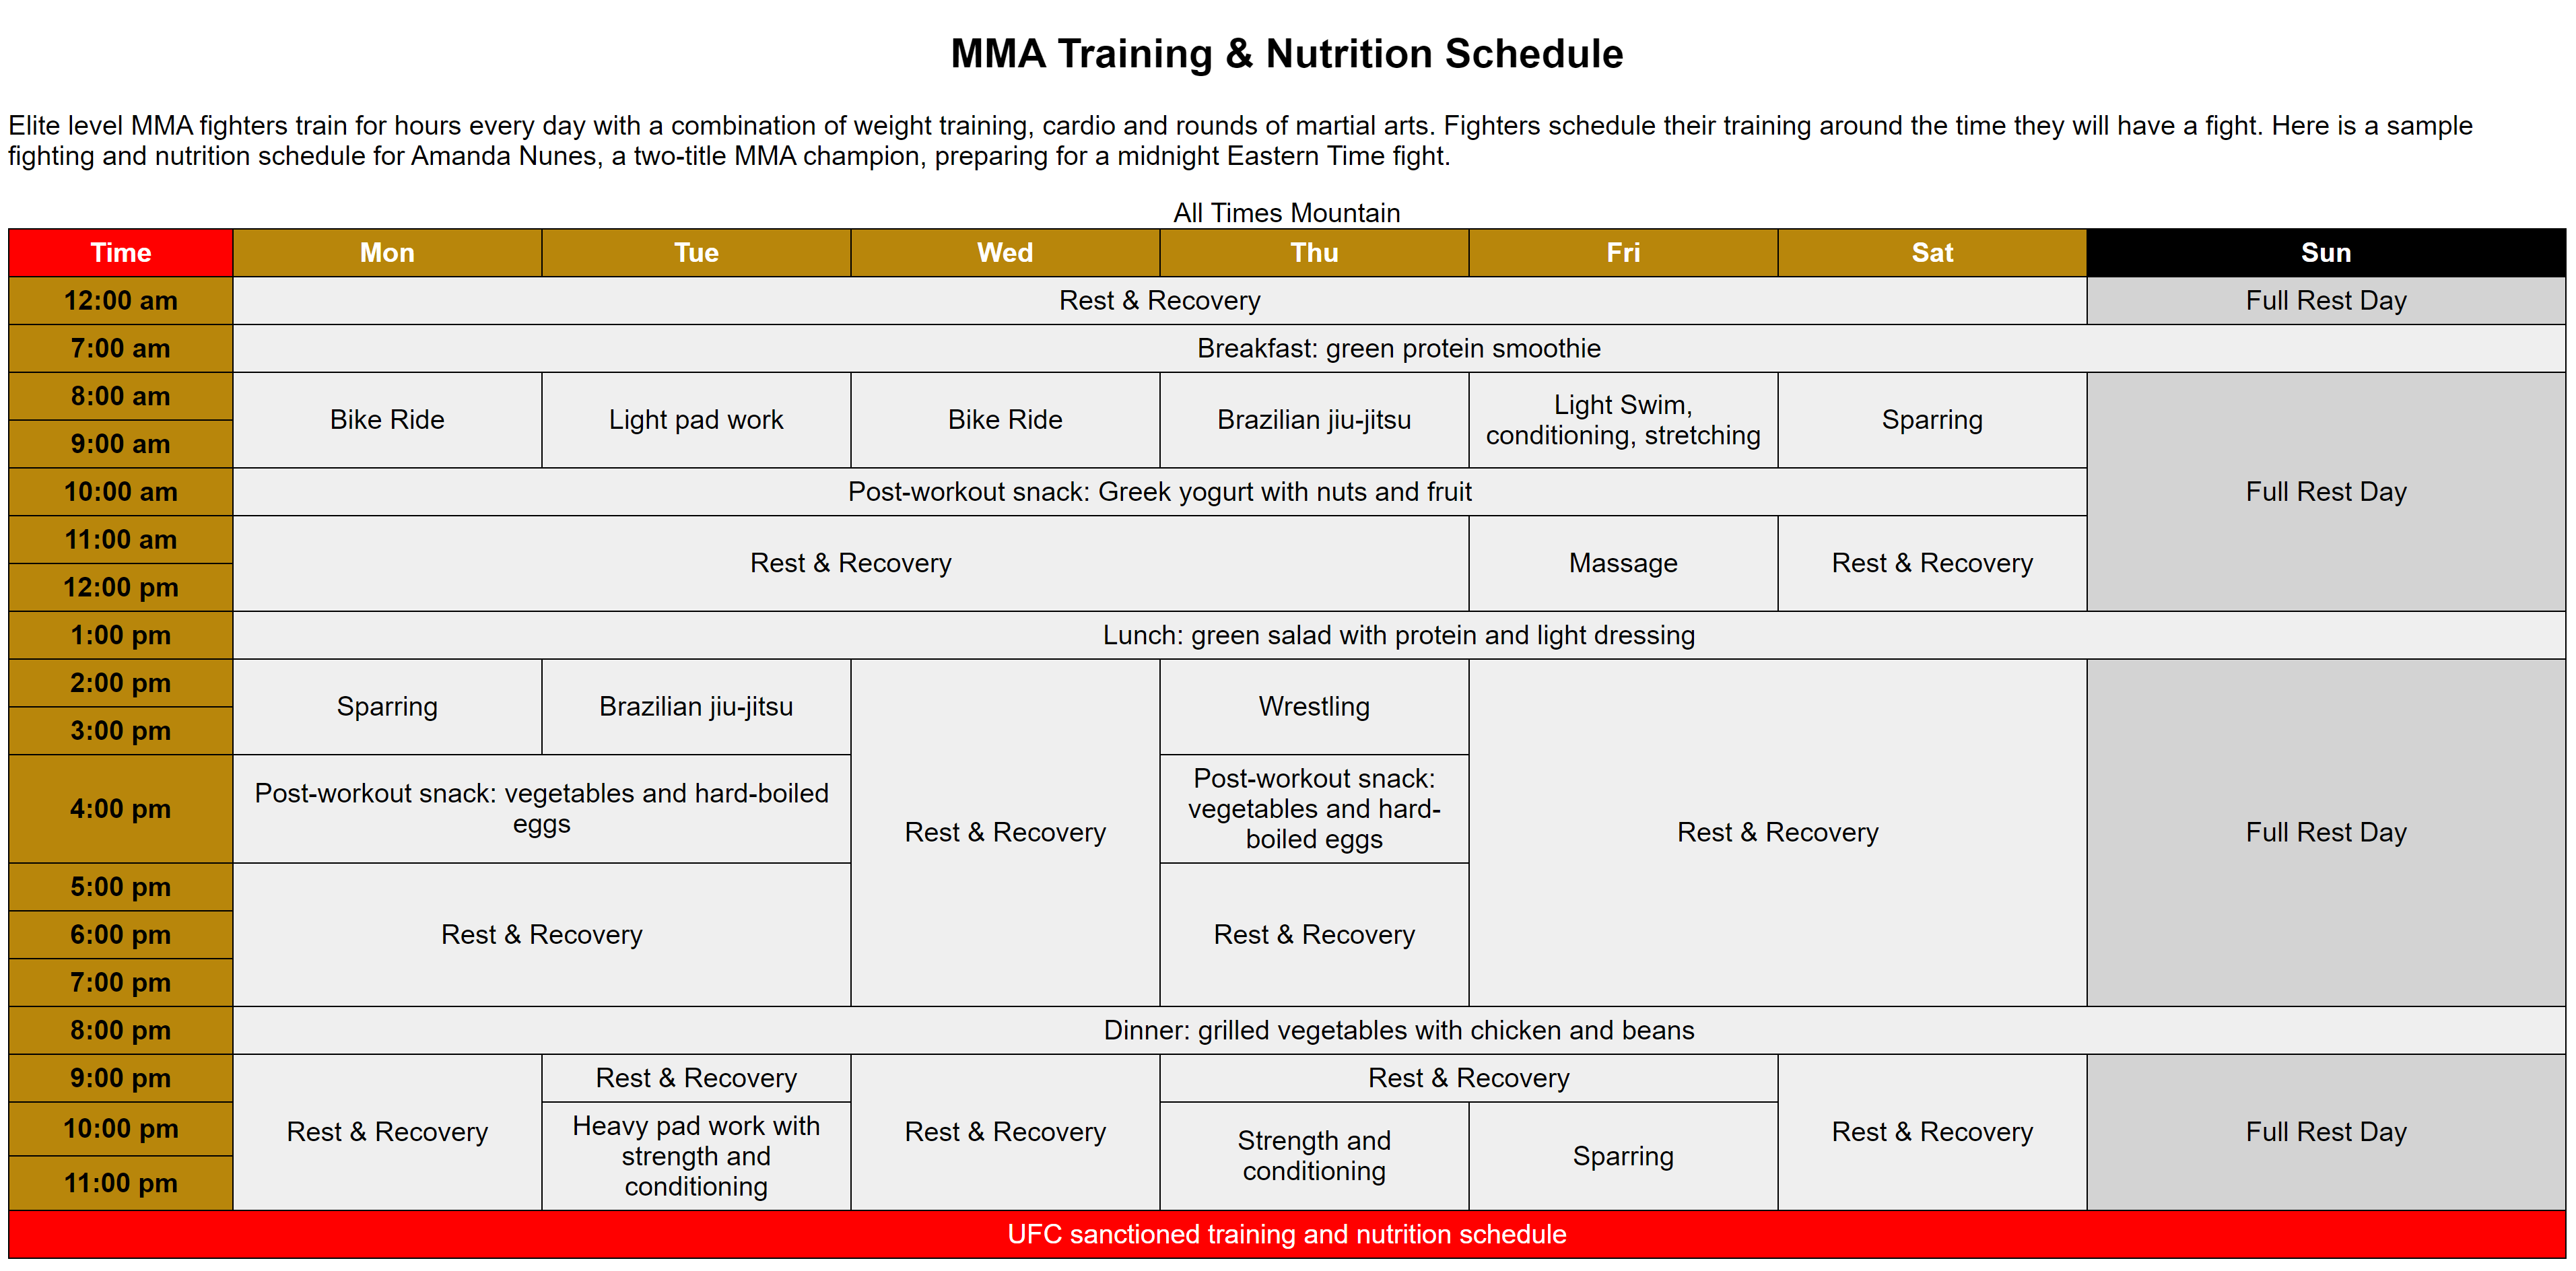 MMA Training & Nutrition Schedule
Elite level MMA fighters train for hours every day with a combination of weight training, cardio and rounds of martial arts. Fighters schedule their training around the time they will have a fight. Here is a sample
fighting and nutrition schedule for Amanda Nunes, a two-title MMA champion, preparing for a midnight Eastern Time fight.
All Times Mountain
Time Mon Tue Wed Thu Fri Sat Sun
12:00 am Rest & Recovery Full Rest Day
7:00 am Breakfast: green protein smoothie
8:00 am
Bike Ride Light pad work Bike Ride Brazilian jiu-jitsu Light Swim,
conditioning, stretching Sparring
9:00 am
10:00 am Post-workout snack: Greek yogurt with nuts and fruit Full Rest Day
11:00 am
Rest & Recovery Massage Rest & Recovery
12:00 pm
1:00 pm Lunch: green salad with protein and light dressing
2:00 pm
Sparring Brazilian jiu-jitsu Wrestling
3:00 pm
4:00 pm Post-workout snack: vegetables and hard-boiled
eggs
Rest & Recovery
Post-workout snack:
vegetables and hard-
boiled eggs
Rest & Recovery Full Rest Day
5:00 pm
6:00 pm Rest & Recovery Rest & Recovery
7:00 pm
8:00 pm Dinner: grilled vegetables with chicken and beans
9:00 pm Rest & Recovery Rest & Recovery
10:00 pm Rest & Recovery Heavy pad work with
strength and
conditioning
Rest & Recovery Strength and
conditioning
Sparring Rest & Recovery Full Rest Day
11:00 pm
UFC sanctioned training and nutrition schedule